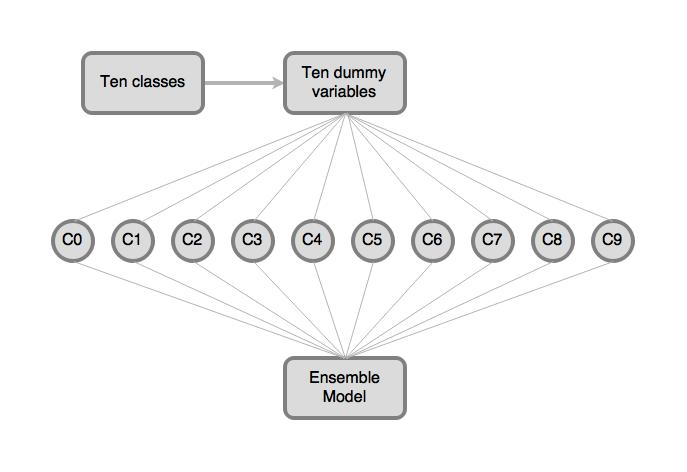 Ten classes
Ten dummy
variables
C0 C1 C2 C3 C4 C5 C6 C7 C8 C9
Ensemble
Model